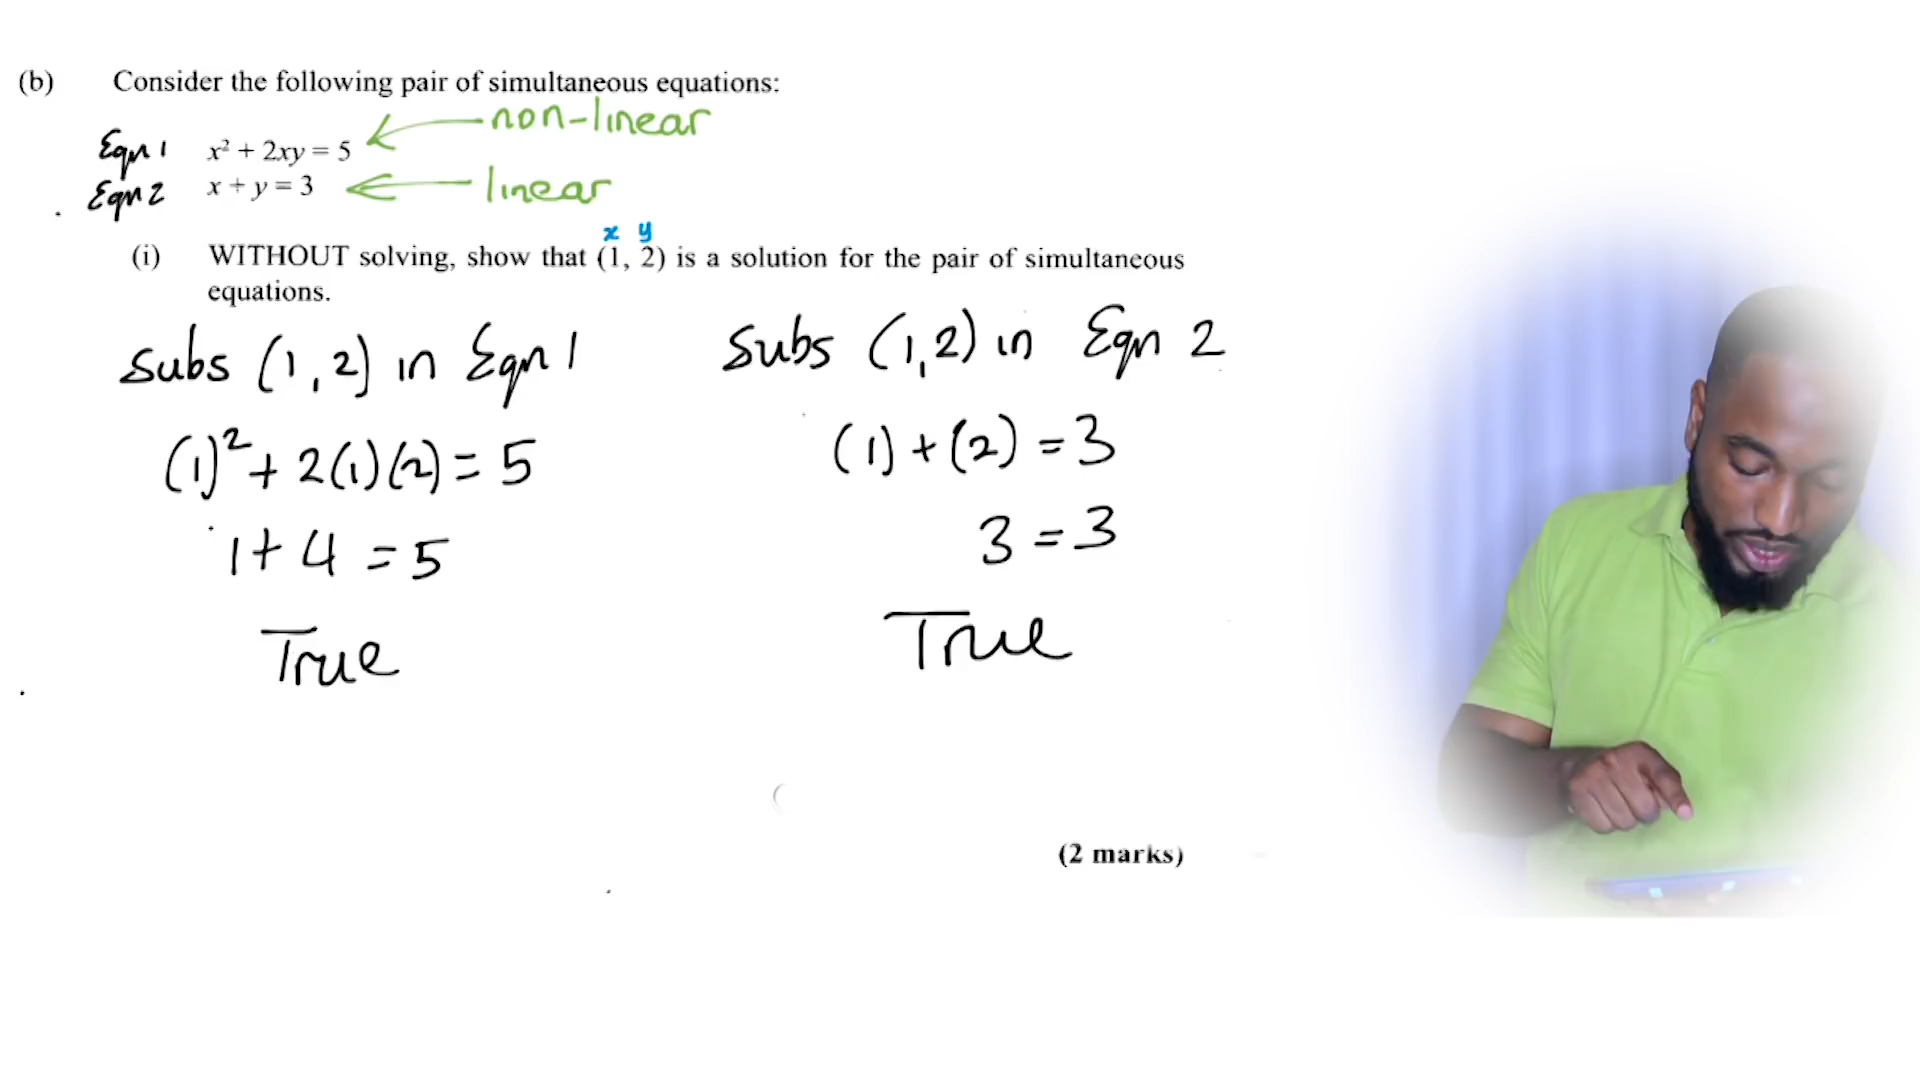 (b) Consider the following pair of simultaneous equations:
non-linear
Eqn 1 x² + 2xy = 5
Eqn 2 x + y = 3 linear
x y
(i) WITHOUT solving, show that (1, 2) is a solution for the pair of simultaneous
equations.
Subs (1,2) in Eqn 1
(1)² + 2(1)(2) = 5
1 + 4 = 5
True
Subs (1,2) in Eqn 2
(1) + (2) = 3
3 = 3
True
(2 marks)